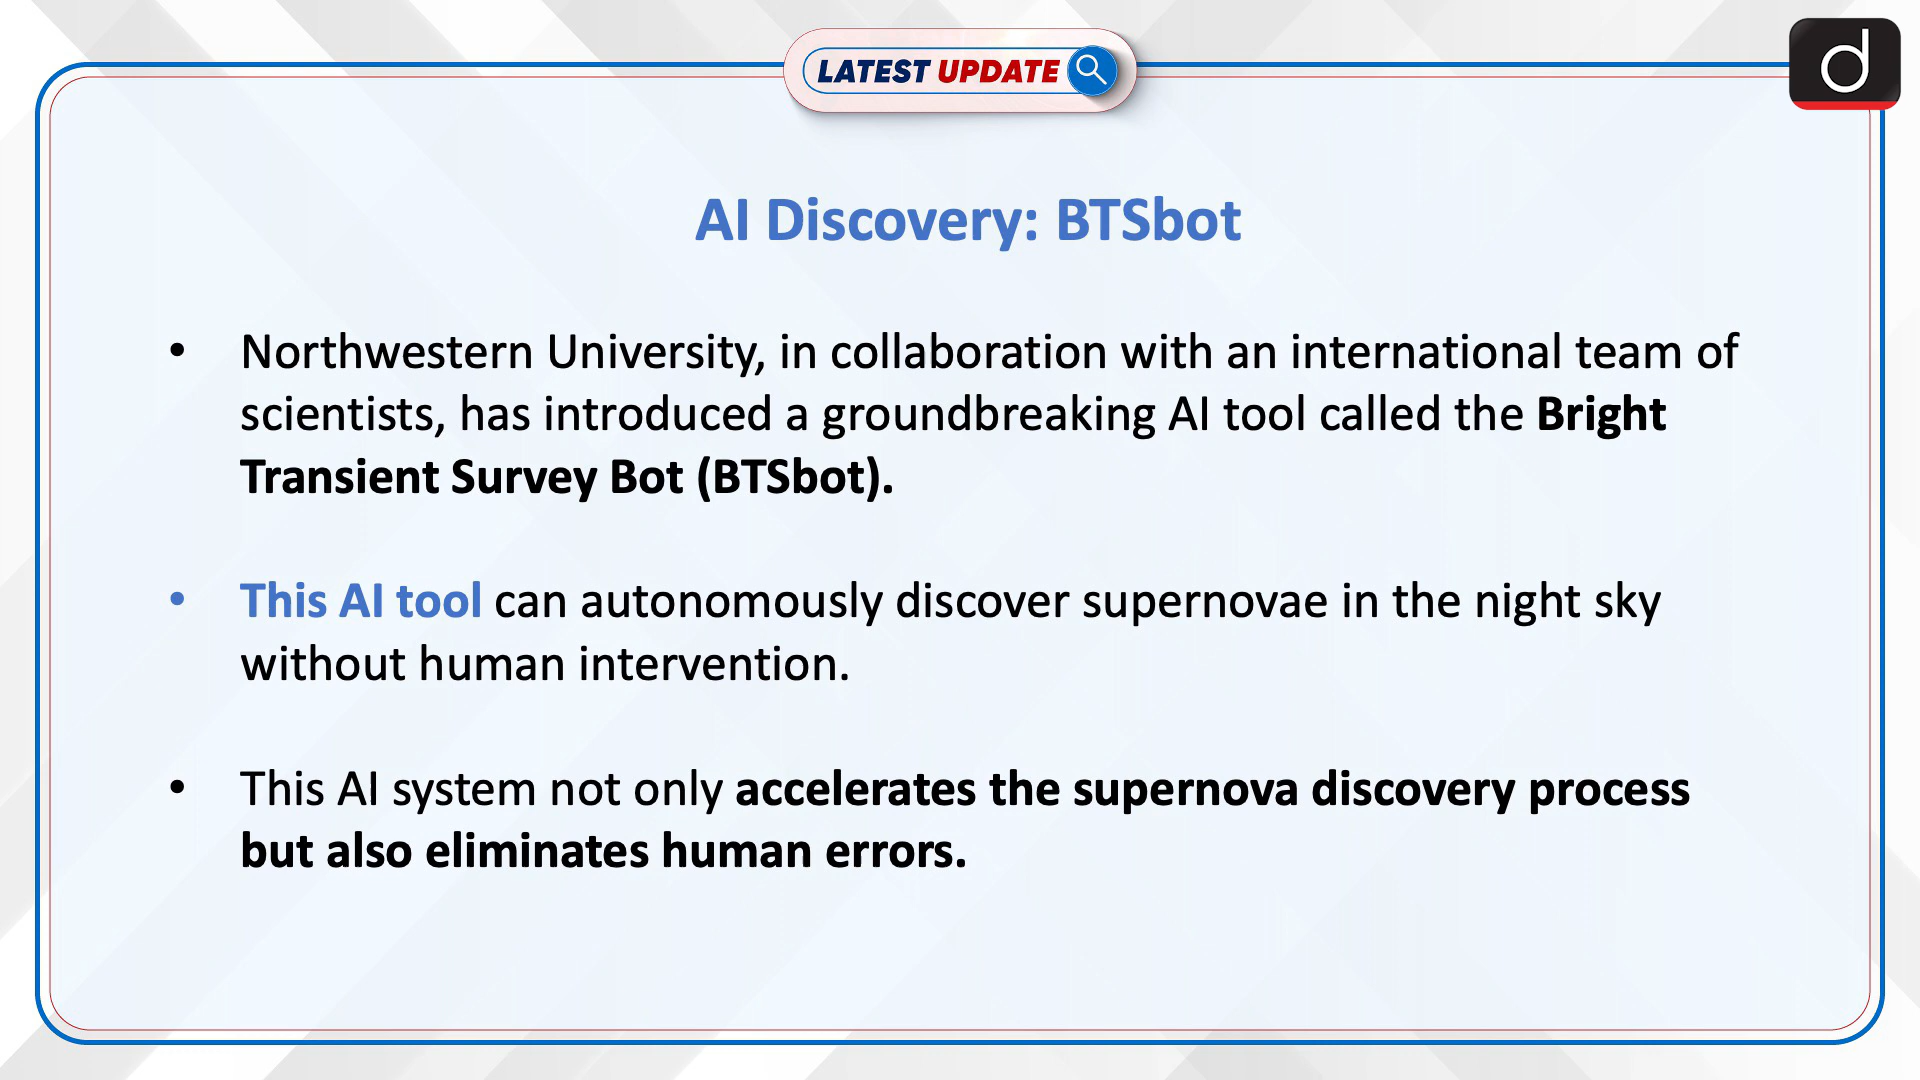 LATEST UPDATE
d
AI Discovery: BTSbot
• Northwestern University, in collaboration with an international team of
scientists, has introduced a groundbreaking AI tool called the Bright
Transient Survey Bot (BTSbot).
• This AI tool can autonomously discover supernovae in the night sky
without human intervention.
• This AI system not only accelerates the supernova discovery process
but also eliminates human errors.